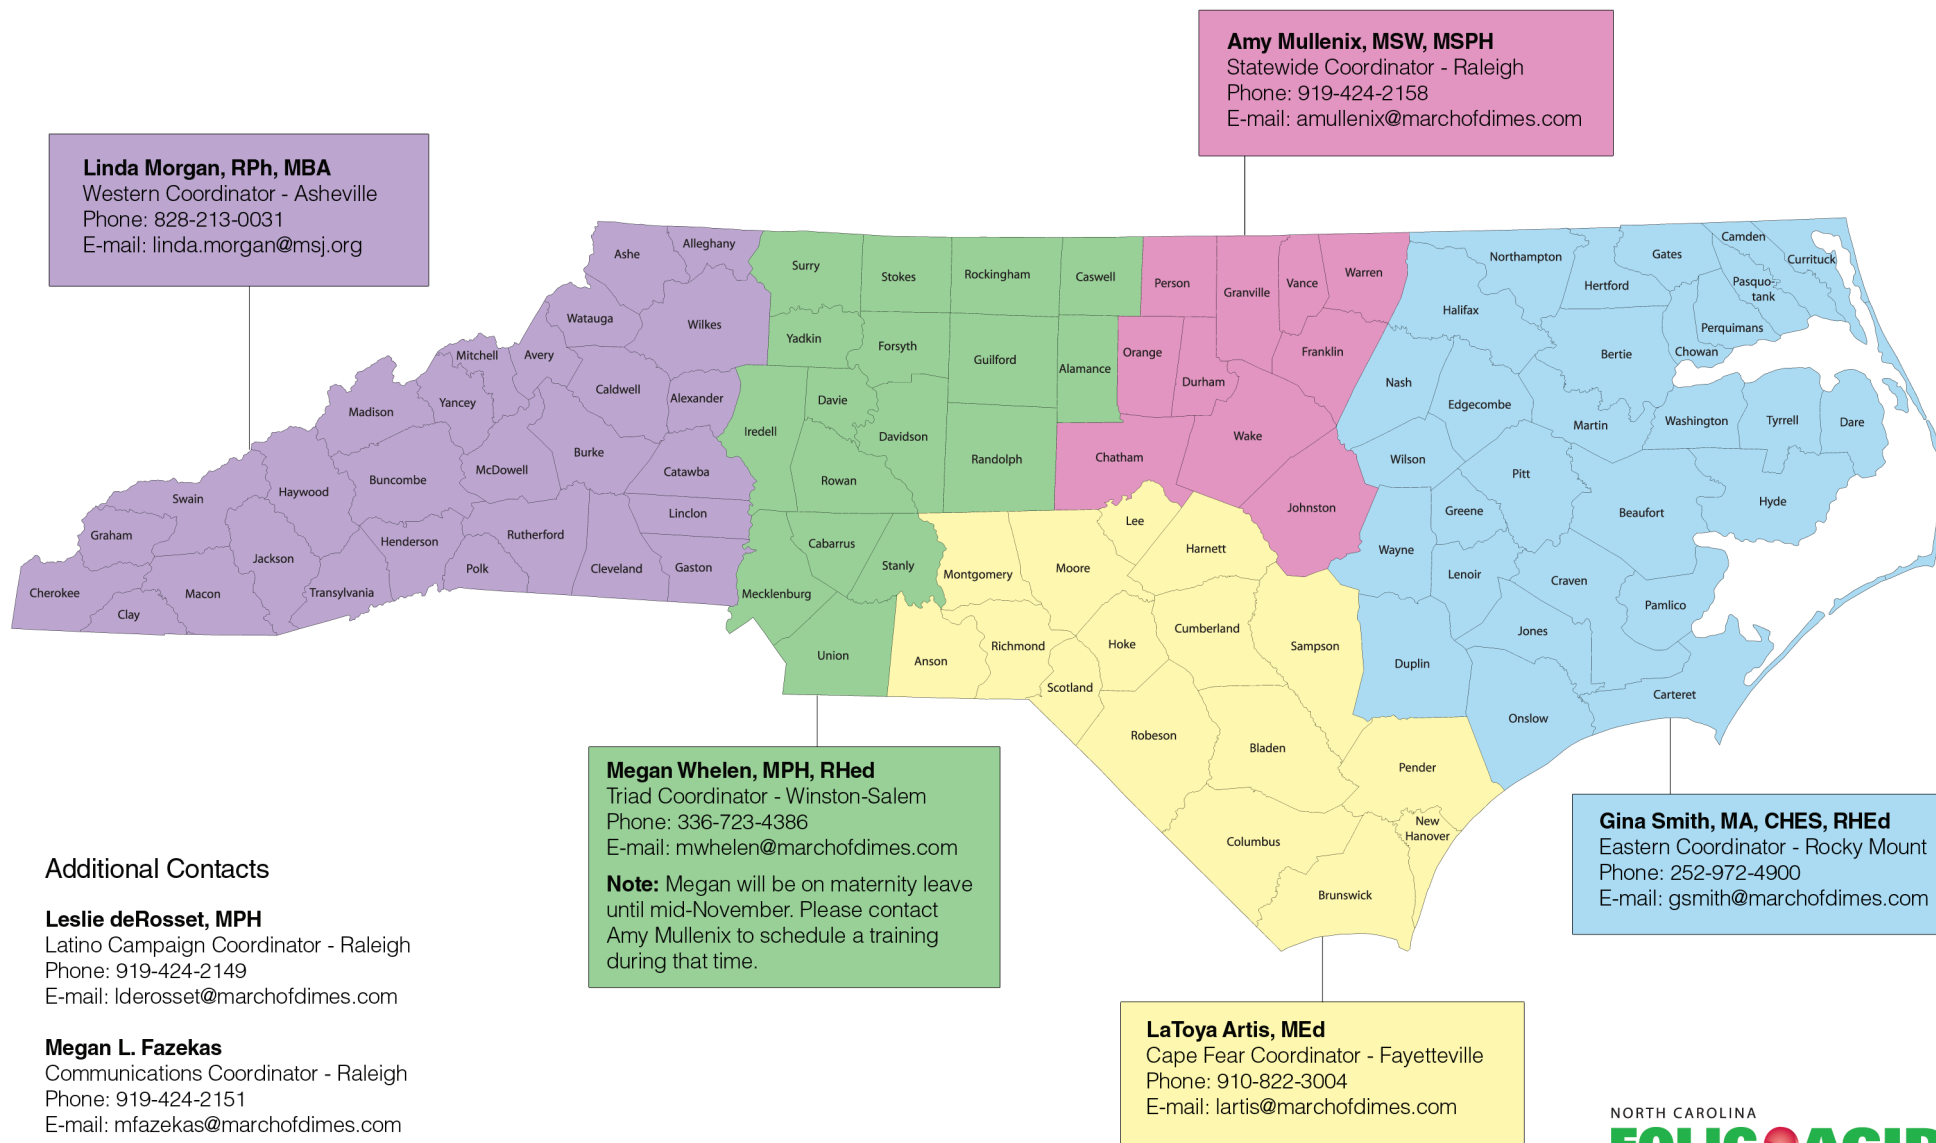 Amy Mullenix, MSW, MSPH
Statewide Coordinator - Raleigh
Phone: 919-424-2158
E-mail: amullenix@marchofdimes.com
Linda Morgan, RPh, MBA
Western Coordinator - Asheville
Phone: 828-213-0031
E-mail: linda.morgan@msj.org
Ashe
Alleghany
Watauga
Wilkes
Mitchell
Avery
Yancey
Caldwell
Alexander
Madison
Buncombe
McDowell
Burke
Catawba
Haywood
Swain
Graham
Jackson
Henderson
Rutherford
Linclon
Cherokee
Clay
Macon
Transylvania
Polk
Cleveland
Gaston
Surry
Stokes
Rockingham
Caswell
Yadkin
Forsyth
Guilford
Alamance
Iredell
Davie
Davidson
Randolph
Rowan
Cabarrus
Stanly
Mecklenburg
Union
Person
Granville
Vance
Warren
Orange
Durham
Franklin
Chatham
Wake
Johnston
Lee
Harnett
Montgomery
Moore
Anson
Richmond
Hoke
Cumberland
Sampson
Scotland
Robeson
Bladen
Pender
Columbus
New
Hanover
Brunswick
Northampton
Gates
Camden
Currituck
Hertford
Pasquo-
tank
Halifax
Perquimans
Bertie
Chowan
Nash
Edgecombe
Martin
Washington
Tyrrell
Dare
Wilson
Pitt
Greene
Beaufort
Hyde
Wayne
Lenoir
Craven
Pamlico
Jones
Duplin
Onslow
Carteret
Megan Whelen, MPH, RHed
Triad Coordinator - Winston-Salem
Phone: 336-723-4386
E-mail: mwhelen@marchofdimes.com
Note: Megan will be on maternity leave
until mid-November. Please contact
Amy Mullenix to schedule a training
during that time.
Gina Smith, MA, CHES, RHEd
Eastern Coordinator - Rocky Mount
Phone: 252-972-4900
E-mail: gsmith@marchofdimes.com
Additional Contacts
Leslie deRosset, MPH
Latino Campaign Coordinator - Raleigh
Phone: 919-424-2149
E-mail: lderosset@marchofdimes.com
Megan L. Fazekas
Communications Coordinator - Raleigh
Phone: 919-424-2151
E-mail: mfazekas@marchofdimes.com
LaToya Artis, MEd
Cape Fear Coordinator - Fayetteville
Phone: 910-822-3004
E-mail: lartis@marchofdimes.com
NORTH CAROLINA
FOLIC ACID